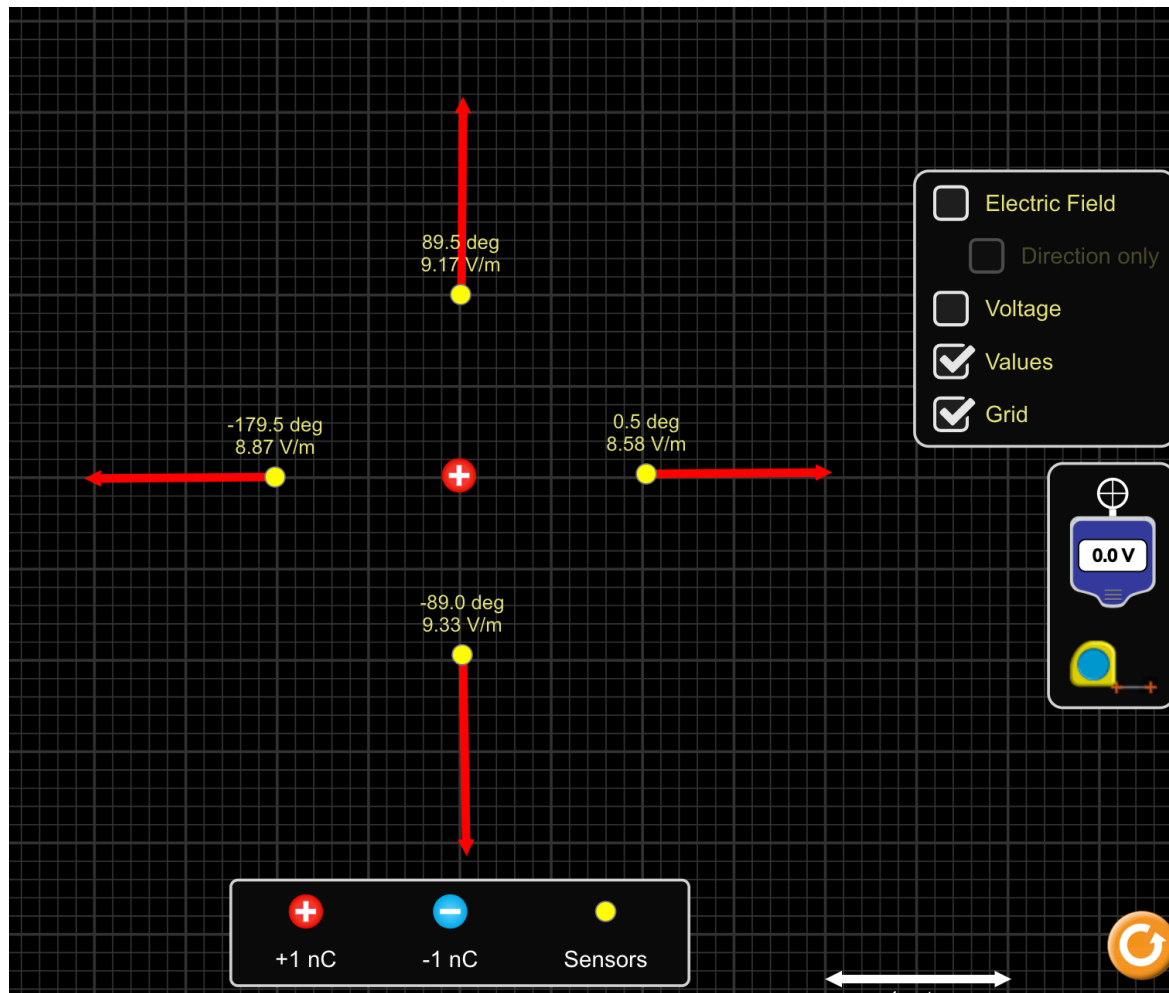 89.5 deg
9.17 V/m
-179.5 deg
8.87 V/m
0.5 deg
8.58 V/m
-89.0 deg
9.33 V/m
Electric Field
Direction only
Voltage
Values
Grid
0.0 V
+1 nC
-1 nC
Sensors